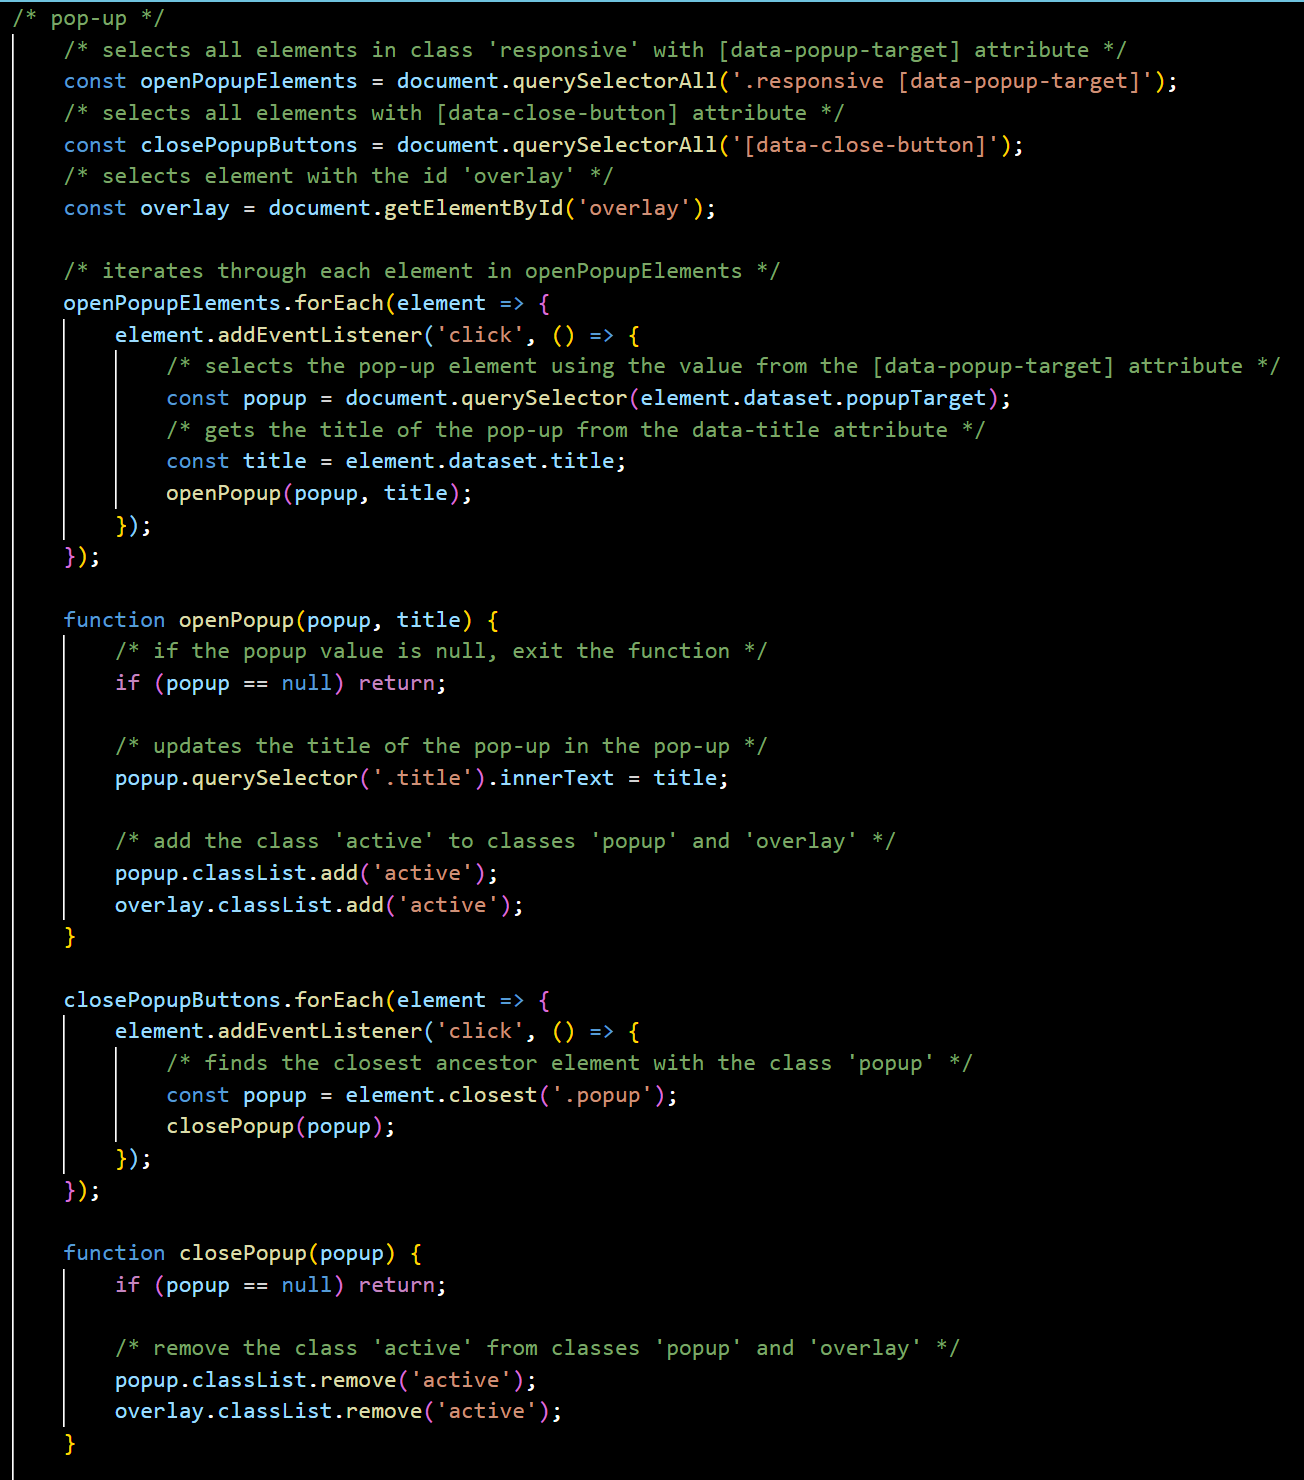 /* pop-up */
/* selects all elements in class 'responsive' with [data-popup-target] attribute */
const openPopupElements = document.querySelectorAll('.responsive [data-popup-target]');
/* selects all elements with [data-close-button] attribute */
const closePopupButtons = document.querySelectorAll('[data-close-button]');
/* selects element with the id 'overlay' */
const overlay = document.getElementById('overlay');
/* iterates through each element in openPopupElements */
openPopupElements.forEach(element => {
element.addEventListener('click', () => {
/* selects the pop-up element using the value from the [data-popup-target] attribute */
const popup = document.querySelector(element.dataset.popupTarget);
/* gets the title of the pop-up from the data-title attribute */
const title = element.dataset.title;
openPopup(popup, title);
});
});
function openPopup(popup, title) {
/* if the popup value is null, exit the function */
if (popup == null) return;
/* updates the title of the pop-up in the pop-up */
popup.querySelector('.title').innerText = title;
/* add the class 'active' to classes 'popup' and 'overlay' */
popup.classList.add('active');
overlay.classList.add('active');
}
closePopupButtons.forEach(element => {
element.addEventListener('click', () => {
/* finds the closest ancestor element with the class 'popup' */
const popup = element.closest('.popup');
closePopup(popup);
});
});
function closePopup(popup) {
if (popup == null) return;
/* remove the class 'active' from classes 'popup' and 'overlay' */
popup.classList.remove('active');
overlay.classList.remove('active');
}